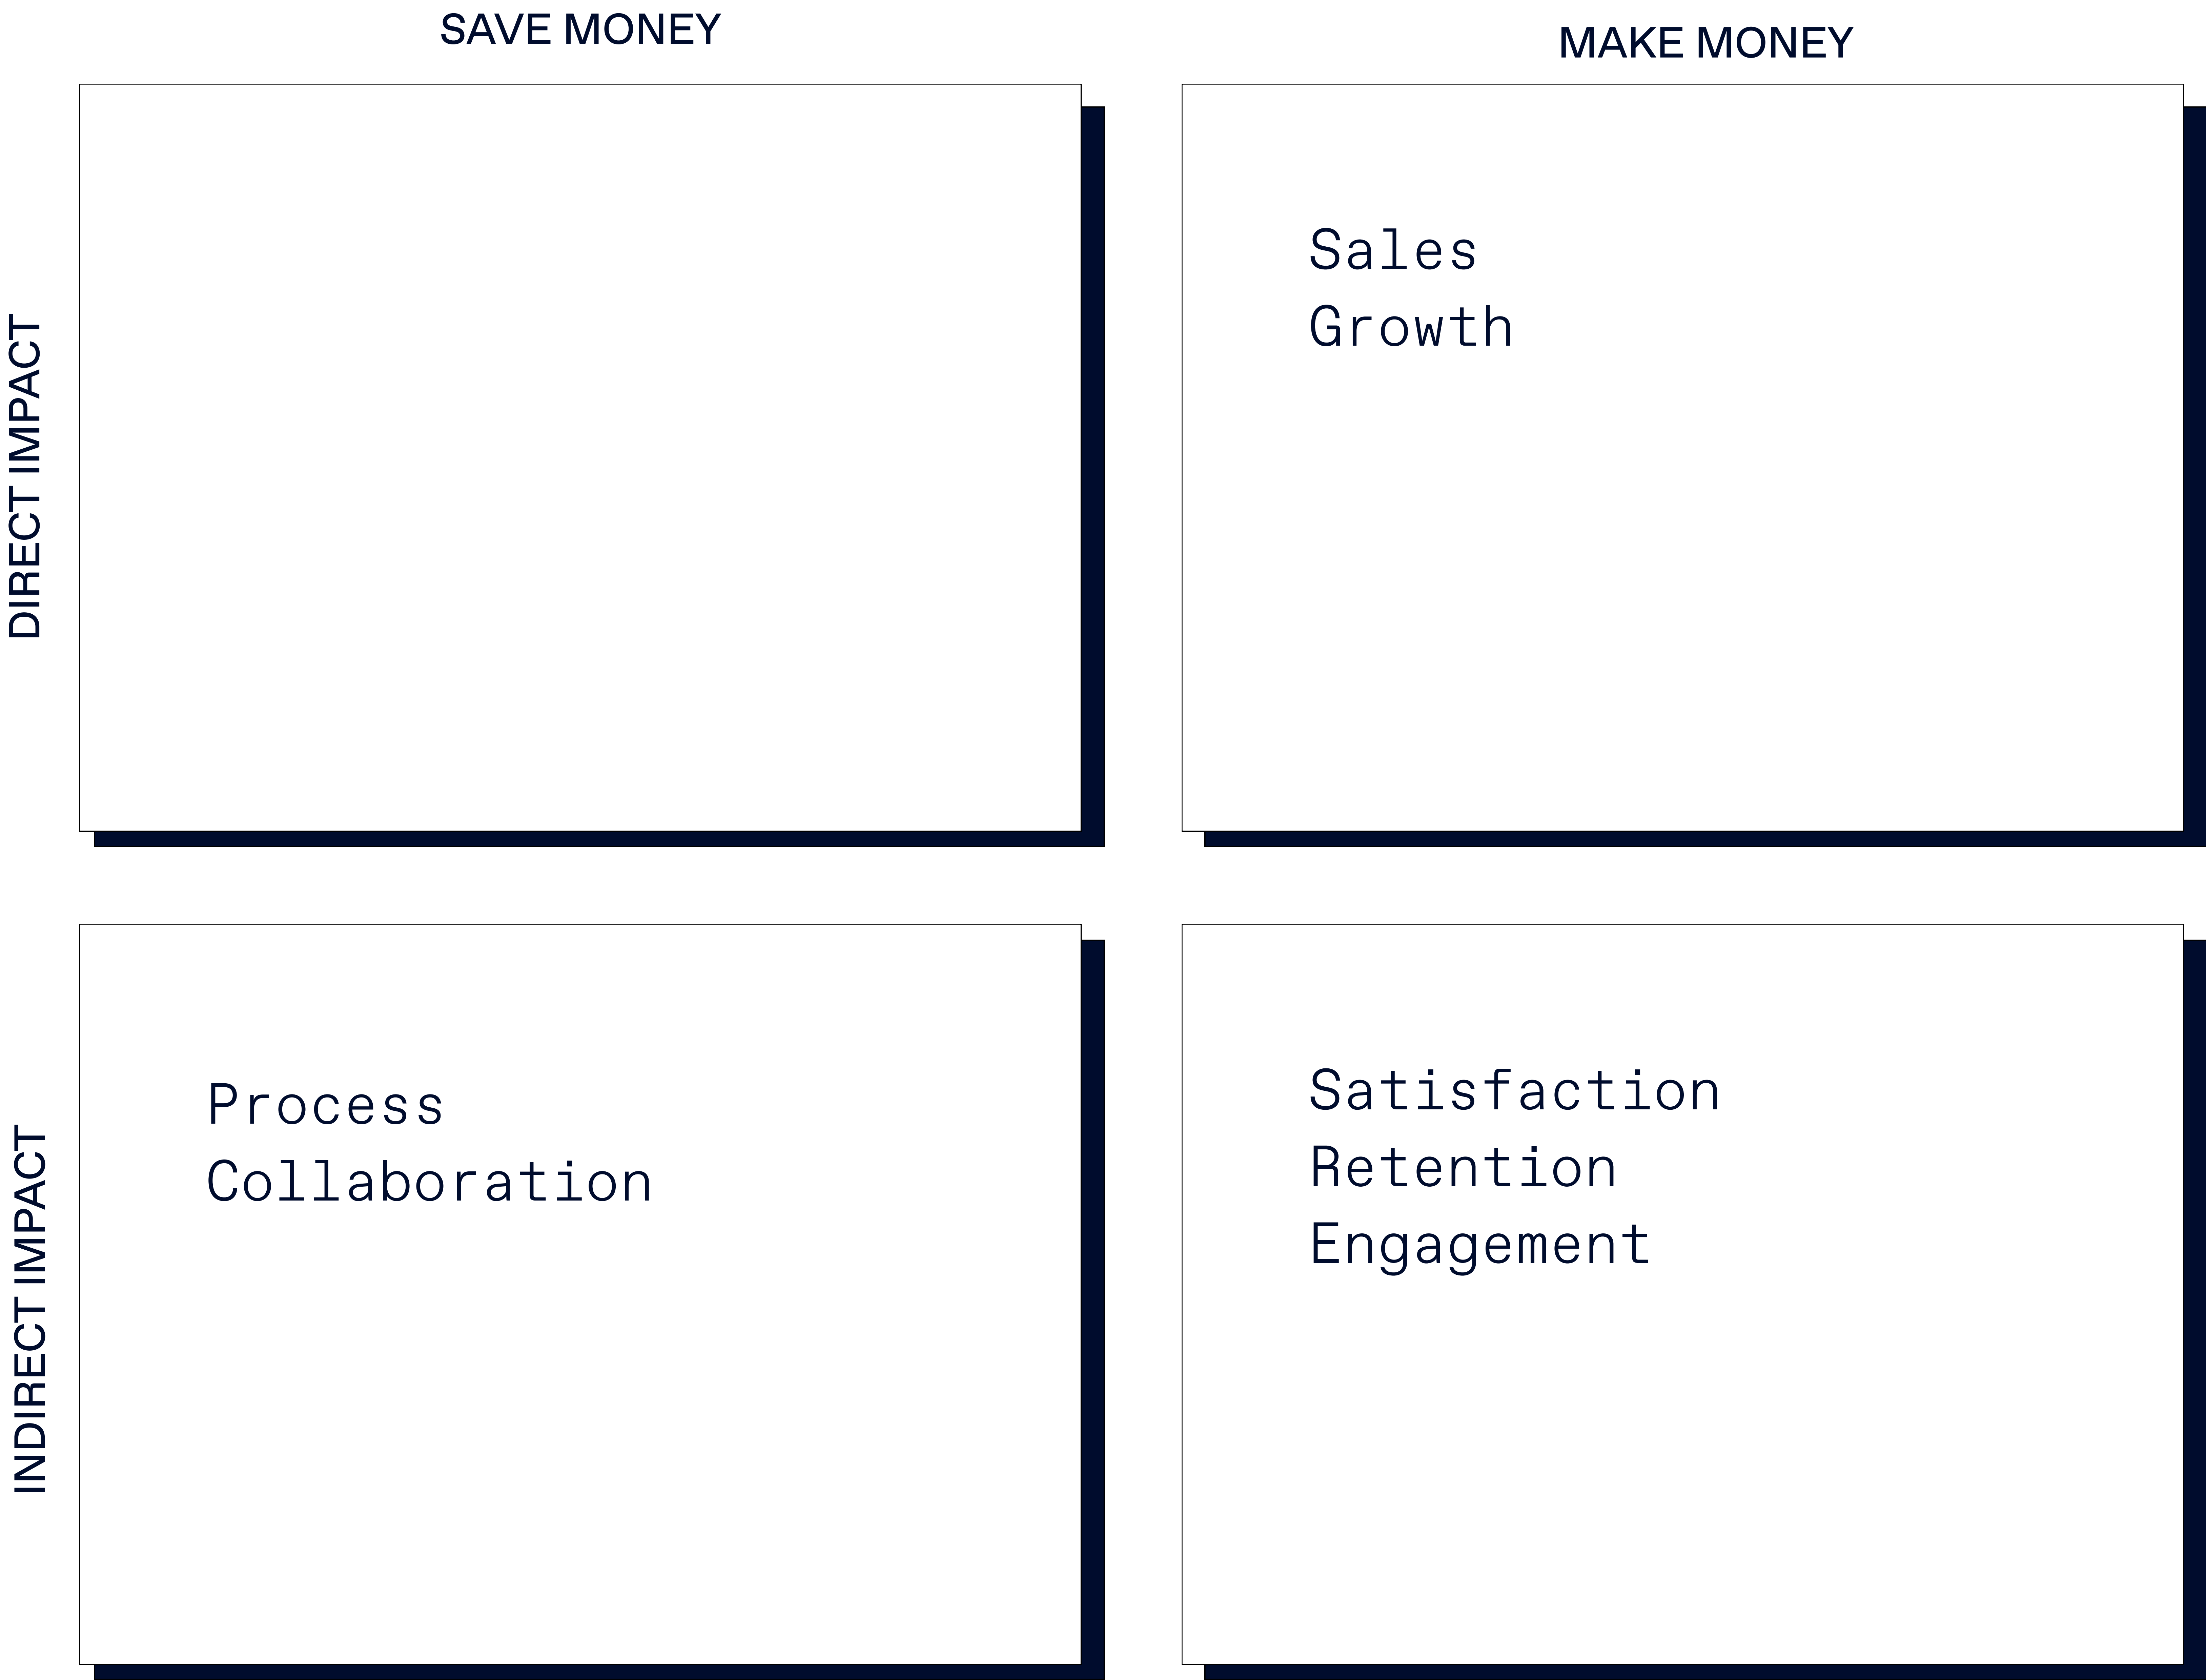 SAVE MONEY
MAKE MONEY
DIRECT IMPACT
Sales
Growth
INDIRECT IMPACT
Process
Collaboration
Satisfaction
Retention
Engagement